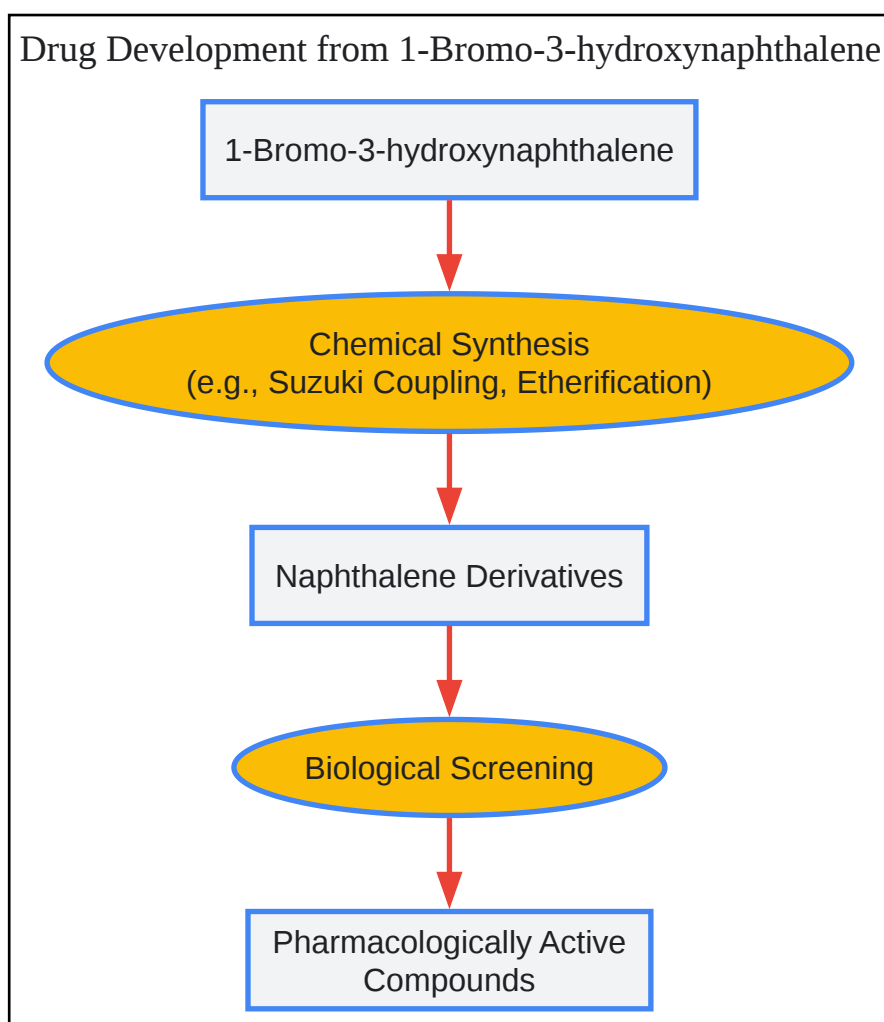 Drug Development from 1-Bromo-3-hydroxynaphthalene
1-Bromo-3-hydroxynaphthalene
Chemical Synthesis
(e.g., Suzuki Coupling, Etherification)
Naphthalene Derivatives
Biological Screening
Pharmacologically Active
Compounds